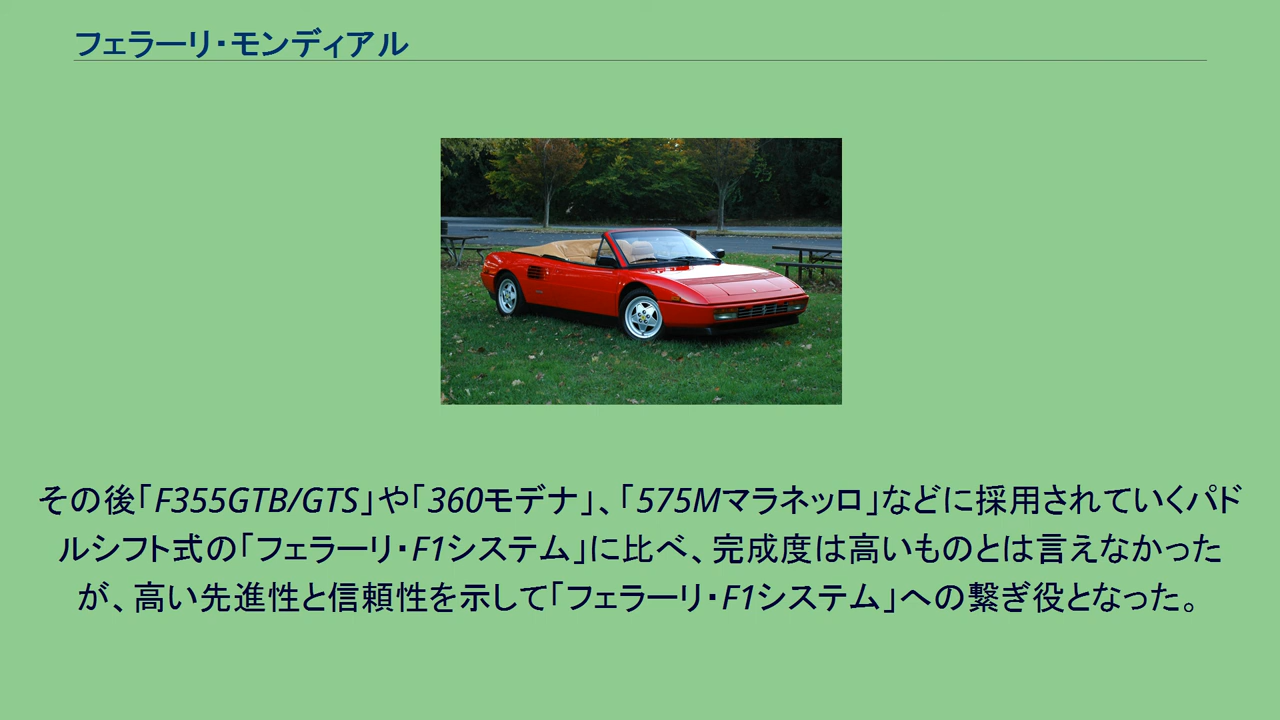 フェラーリ・モンディアル
その後「F355GTB/GTS」や「360モデナ」、「575Mマラネッロ」などに採用されていくパド
ルシフト式の「フェラーリ・F1システム」に比べ、完成度は高いものとは言えなかった
が、高い先進性と信頼性を示して「フェラーリ・F1システム」への繋ぎ役となった。